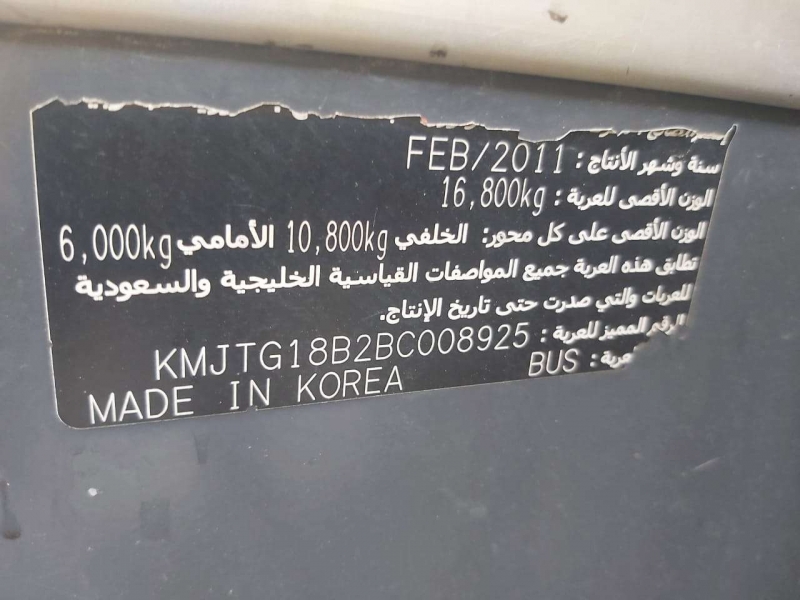 سنة وشهر الأنتاج : FEB/2011
الوزن الأقصى للعربة : 16,800kg
الوزن الأقصى على كل محور: الخلفي 10,800kg الأمامي 6,000kg
تطابق هذه العربة جميع المواصفات القياسية الخليجية والسعودية
للعربات والتي صدرت حتى تاريخ الإنتاج.
الرقم المميز للعربة : KMJTG18B2BC008925
BUS :
MADE IN KOREA